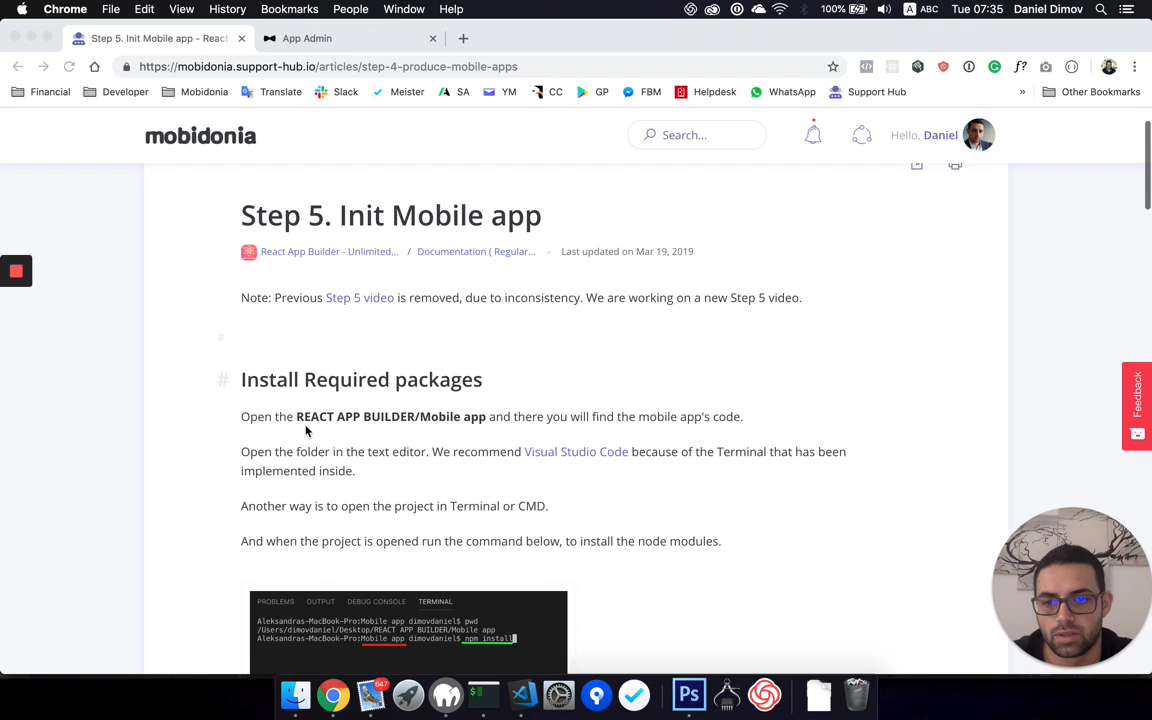 Chrome File Edit View History Bookmarks People Window Help 100% A ABC Tue 07:35 Daniel Dimov
Step 5. Init Mobile app - React App Admin
https://mobidonia.support-hub.io/articles/step-4-produce-mobile-apps f?
Financial Developer Mobidonia Translate Slack Meister SA YM CC GP FBM Helpdesk WhatsApp Support Hub » Other Bookmarks
mobidonia Search... Hello, Daniel
Step 5. Init Mobile app
React App Builder - Unlimited... / Documentation ( Regular... Last updated on Mar 19, 2019
Note: Previous Step 5 video is removed, due to inconsistency. We are working on a new Step 5 video.
#
# Install Required packages
Open the REACT APP BUILDER/Mobile app and there you will find the mobile app's code.
Open the folder in the text editor. We recommend Visual Studio Code because of the Terminal that has been
implemented inside.
Another way is to open the project in Terminal or CMD.
And when the project is opened run the command below, to install the node modules.
PROBLEMS OUTPUT DEBUG CONSOLE TERMINAL
Aleksandras-MacBook-Pro:Mobile app dimovdaniel$ pwd
/Users/dimovdaniel/Desktop/REACT APP BUILDER/Mobile app
Aleksandras-MacBook-Pro:Mobile app dimovdaniel$ npm install
Feedback
647
$
Ps